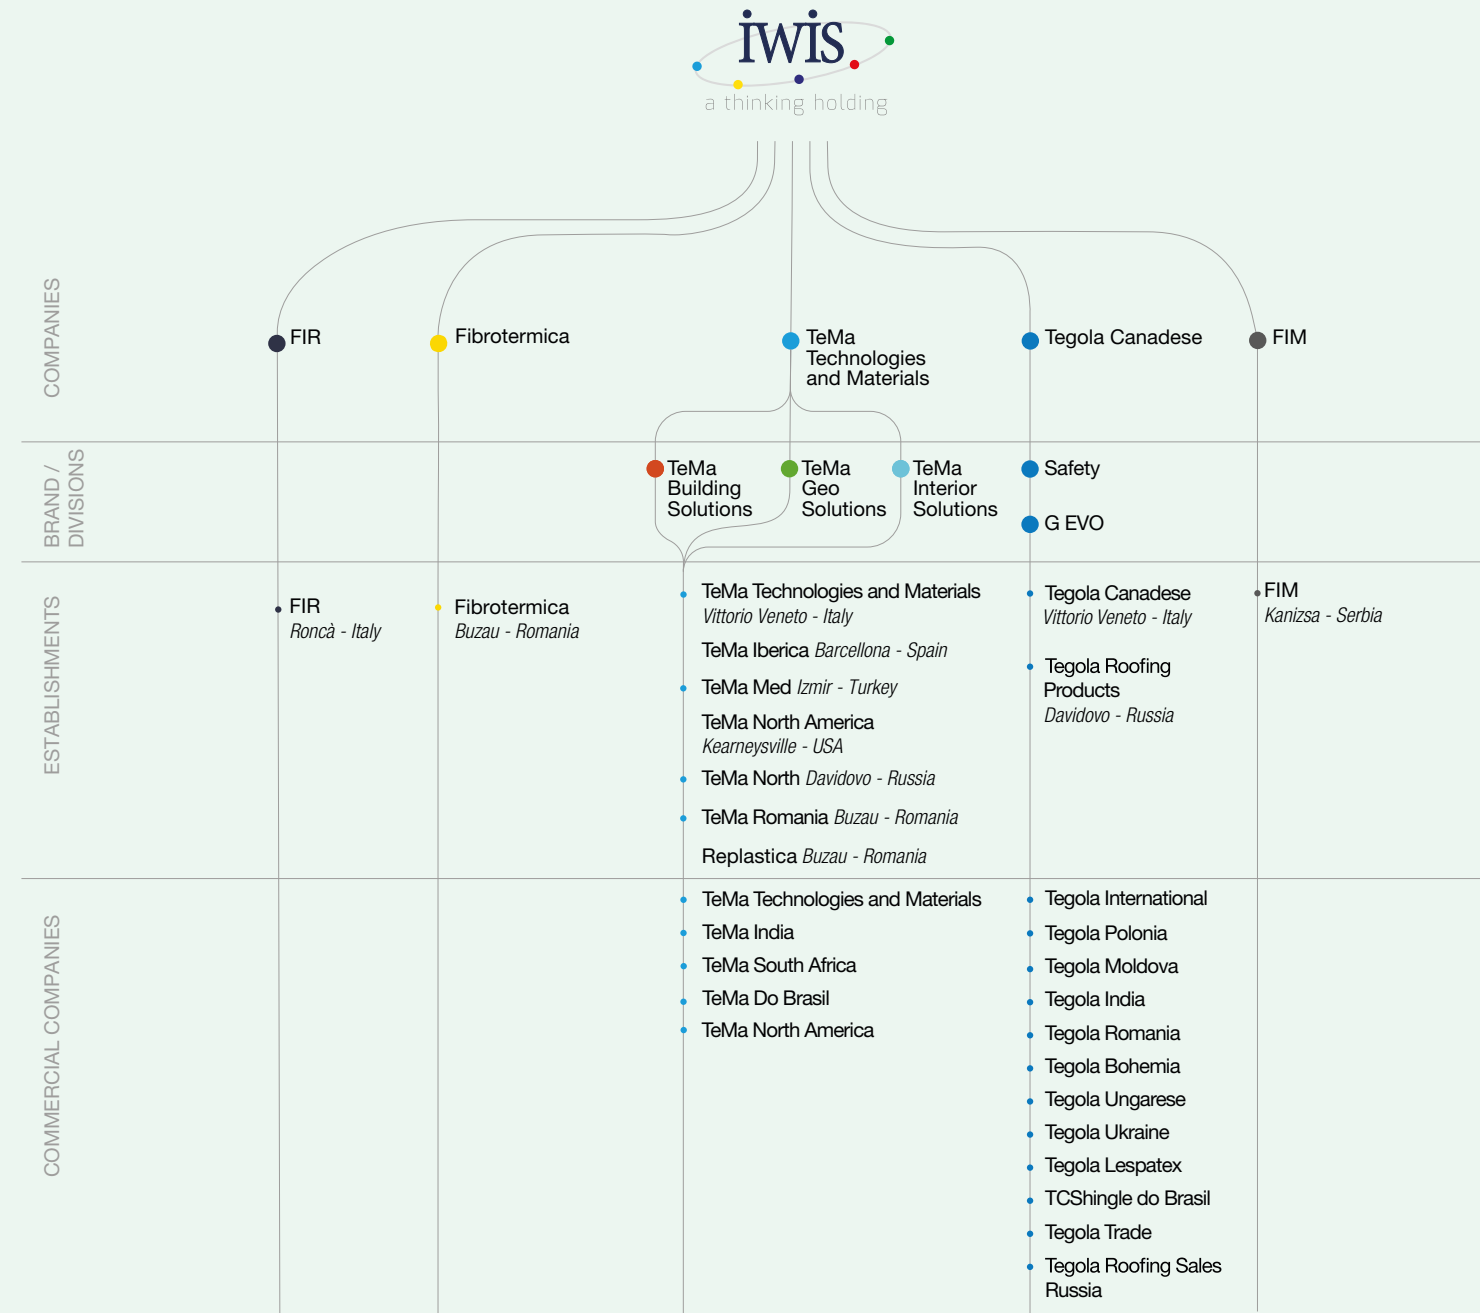 iwis
a thinking holding
COMPANIES
FIR
Fibrotermica
TeMa
Technologies
and Materials
Tegola Canadese
FIM
BRAND /
DIVISIONS
TeMa
Building
Solutions
TeMa
Geo
Solutions
TeMa
Interior
Solutions
Safety
G EVO
ESTABLISHMENTS
FIR
Roncà - Italy
Fibrotermica
Buzau - Romania
TeMa Technologies and Materials
Vittorio Veneto - Italy
TeMa Iberica Barcellona - Spain
TeMa Med Izmir - Turkey
TeMa North America
Kearneysville - USA
TeMa North Davidovo - Russia
TeMa Romania Buzau - Romania
Replastica Buzau - Romania
Tegola Canadese
Vittorio Veneto - Italy
Tegola Roofing
Products
Davidovo - Russia
FIM
Kanizsa - Serbia
COMMERCIAL COMPANIES
TeMa Technologies and Materials
TeMa India
TeMa South Africa
TeMa Do Brasil
TeMa North America
Tegola International
Tegola Polonia
Tegola Moldova
Tegola India
Tegola Romania
Tegola Bohemia
Tegola Ungarese
Tegola Ukraine
Tegola Lespatex
TCShingle do Brasil
Tegola Trade
Tegola Roofing Sales
Russia